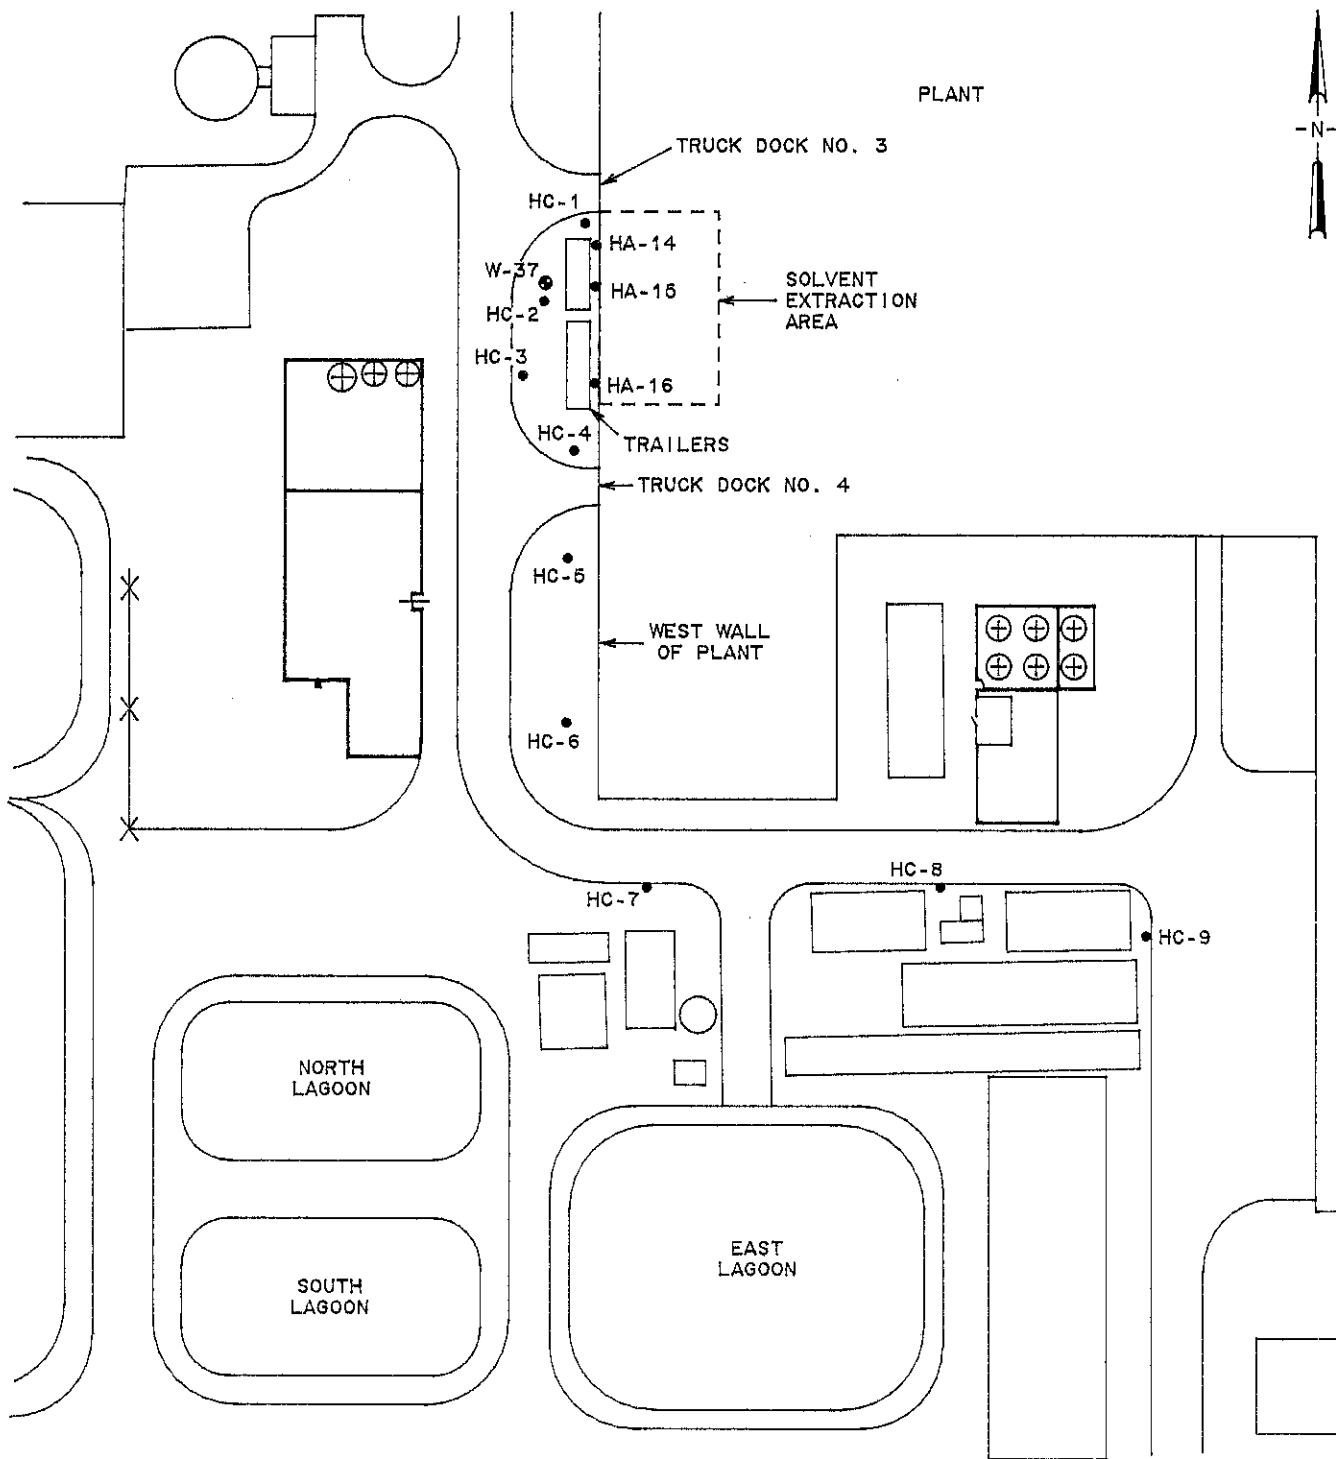 PLANT
-N-
TRUCK DOCK NO. 3
HC-1
HA-14
W-37
HA-15
HC-2
SOLVENT
EXTRACTION
AREA
HC-3
HA-16
HC-4
TRAILERS
TRUCK DOCK NO. 4
HC-5
WEST WALL
OF PLANT
HC-6
HC-8
HC-7
HC-9
NORTH
LAGOON
EAST
LAGOON
SOUTH
LAGOON